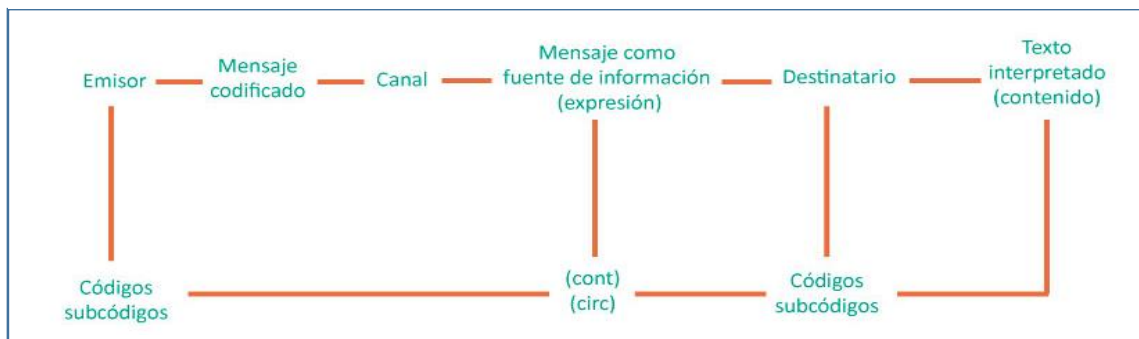 Emisor
Mensaje
codificado
Canal
Mensaje como
fuente de información
(expresión)
Destinatario
Texto
interpretado
(contenido)
Códigos
subcódigos
(cont)
(circ)
Códigos
subcódigos